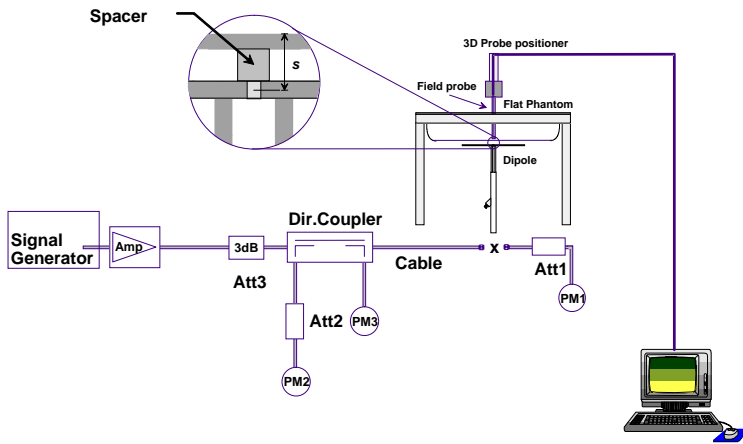 Spacer
s
3D Probe positioner
Field probe
Flat Phantom
Dipole
Signal
Generator
Amp
3dB
Att3
Dir.Coupler
Cable
x
Att1
PM1
Att2
PM3
PM2